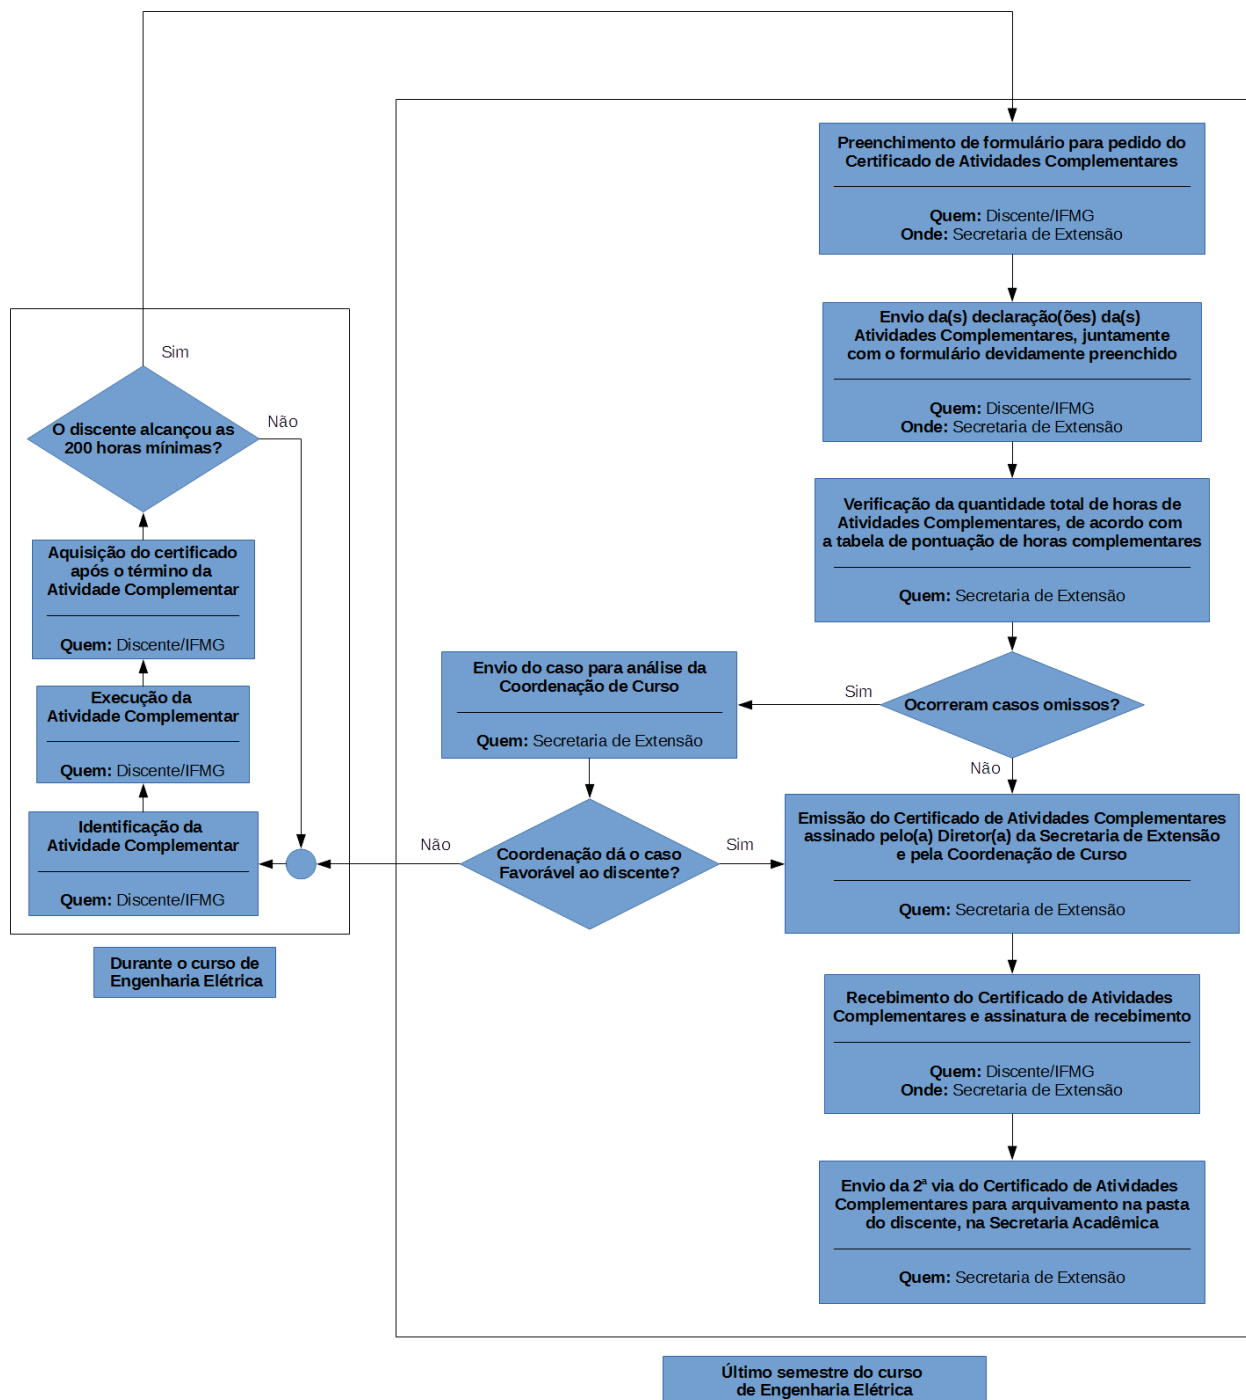 Preenchimento de formulário para pedido do
Certificado de Atividades Complementares
Quem: Discente/IFMG
Onde: Secretaria de Extensão
Envio da(s) declaração(ões) da(s)
Atividades Complementares, juntamente
com o formulário devidamente preenchido
Quem: Discente/IFMG
Onde: Secretaria de Extensão
Verificação da quantidade total de horas de
Atividades Complementares, de acordo com
a tabela de pontuação de horas complementares
Quem: Secretaria de Extensão
Ocorreram casos omissos?
Sim
Não
Envio do caso para análise da
Coordenação de Curso
Quem: Secretaria de Extensão
Coordenação dá o caso
Favorável ao discente?
Não
Sim
Emissão do Certificado de Atividades Complementares
assinado pelo(a) Diretor(a) da Secretaria de Extensão
e pela Coordenação de Curso
Quem: Secretaria de Extensão
Recebimento do Certificado de Atividades
Complementares e assinatura de recebimento
Quem: Discente/IFMG
Onde: Secretaria de Extensão
Envio da 2ª via do Certificado de Atividades
Complementares para arquivamento na pasta
do discente, na Secretaria Acadêmica
Quem: Secretaria de Extensão
Último semestre do curso
de Engenharia Elétrica
Sim
Não
O discente alcançou as
200 horas mínimas?
Aquisição do certificado
após o término da
Atividade Complementar
Quem: Discente/IFMG
Execução da
Atividade Complementar
Quem: Discente/IFMG
Identificação da
Atividade Complementar
Quem: Discente/IFMG
Durante o curso de
Engenharia Elétrica